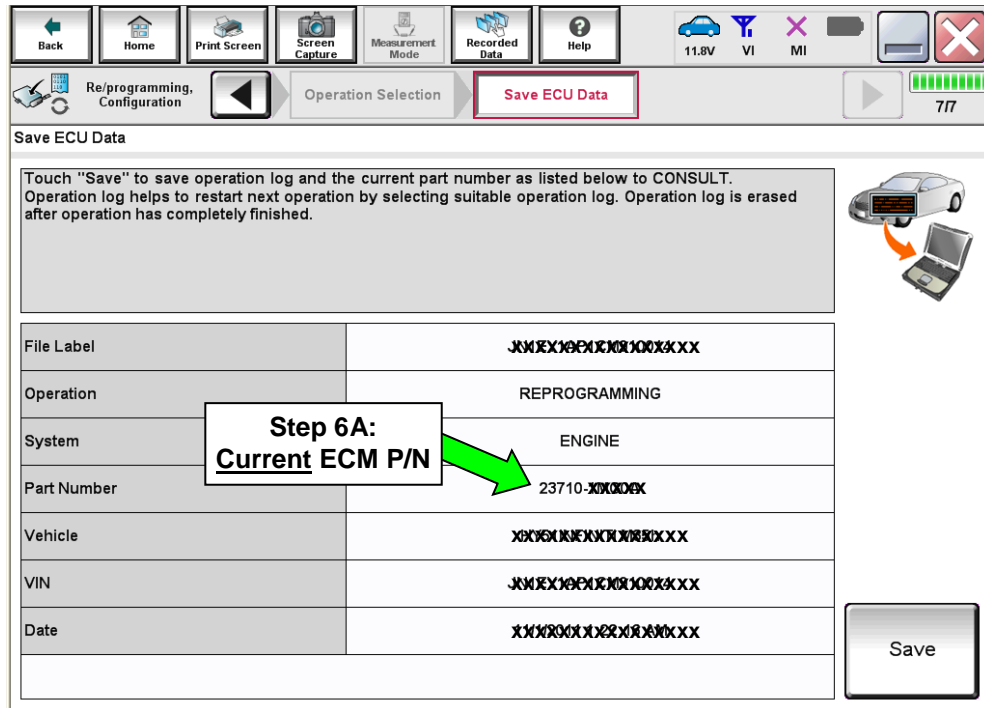 Back
Home
Print Screen
Screen Capture
Measurement Mode
Recorded Data
Help
11.8V
VI
MI
Re/programming, Configuration
Operation Selection
Save ECU Data
7/7
Save ECU Data
Touch "Save" to save operation log and the current part number as listed below to CONSULT.
Operation log helps to restart next operation by selecting suitable operation log. Operation log is erased
after operation has completely finished.
File Label
Operation
REPROGRAMMING
Step 6A:
Current ECM P/N
System
ENGINE
Part Number
23710-
Vehicle
VIN
Date
Save